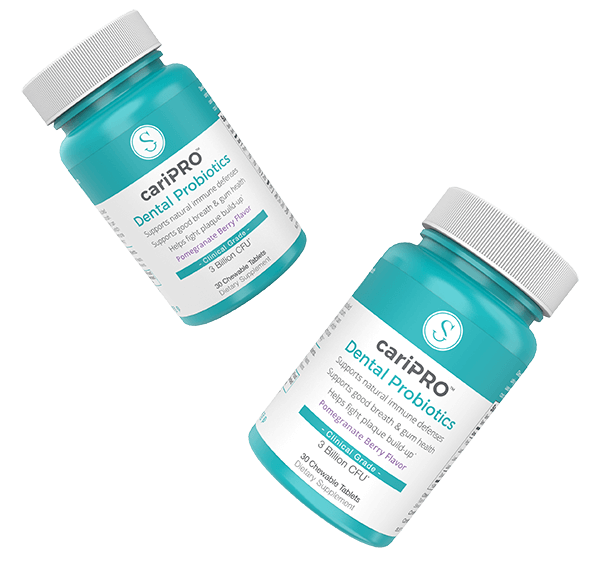 S
cariPRO™
Dental Probiotics
Supports natural immune defenses
Supports good breath & gum health
Helps fight plaque build-up*
Pomegranate Berry Flavor
- Clinical Grade -
3 Billion CFU*
30 Chewable Tablets
Dietary Supplement
S
cariPRO™
Dental Probiotics
Supports natural immune defenses
Supports good breath & gum health
Helps fight plaque build-up*
Pomegranate Berry Flavor
- Clinical Grade -
3 Billion CFU*
30 Chewable Tablets
Dietary Supplement